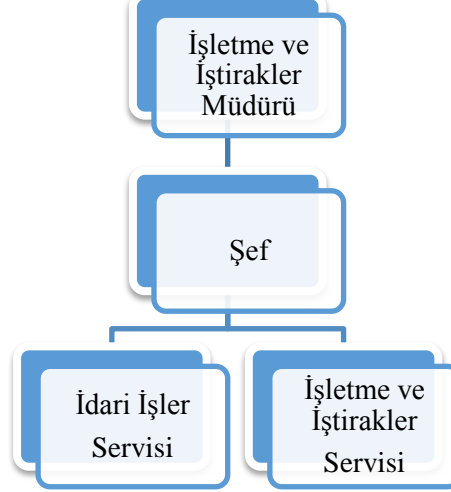 İşletme ve
İştirakler
Müdürü
Şef
İdari İşler
Servisi
İşletme ve
İştirakler
Servisi